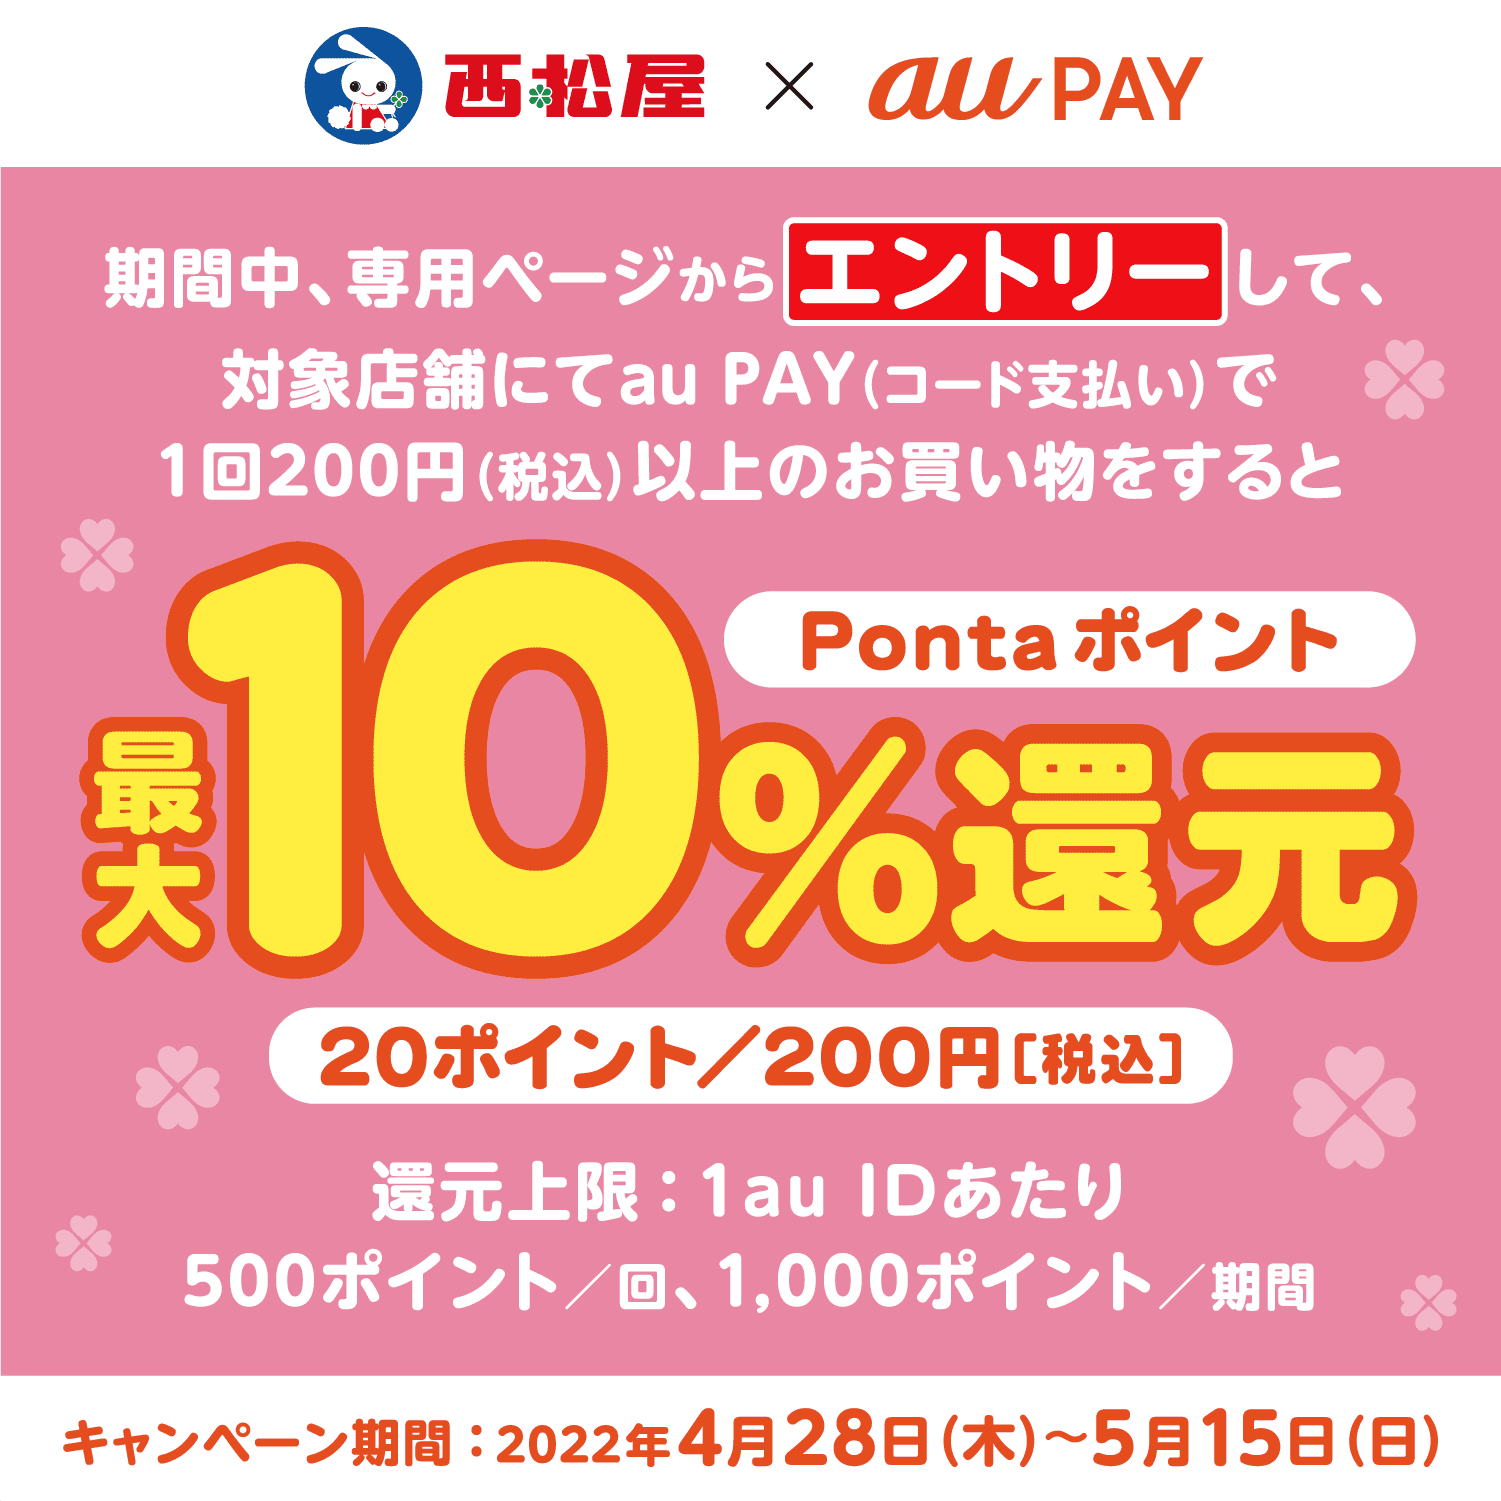 西松屋 × au PAY
期間中、専用ページからエントリーして、
対象店舗にてau PAY(コード支払い)で
1回200円(税込)以上のお買い物をすると
Pontaポイント
最大10%還元
20ポイント／200円[税込]
還元上限：1au IDあたり
500ポイント／回、1,000ポイント／期間
キャンペーン期間：2022年4月28日(木)～5月15日(日)